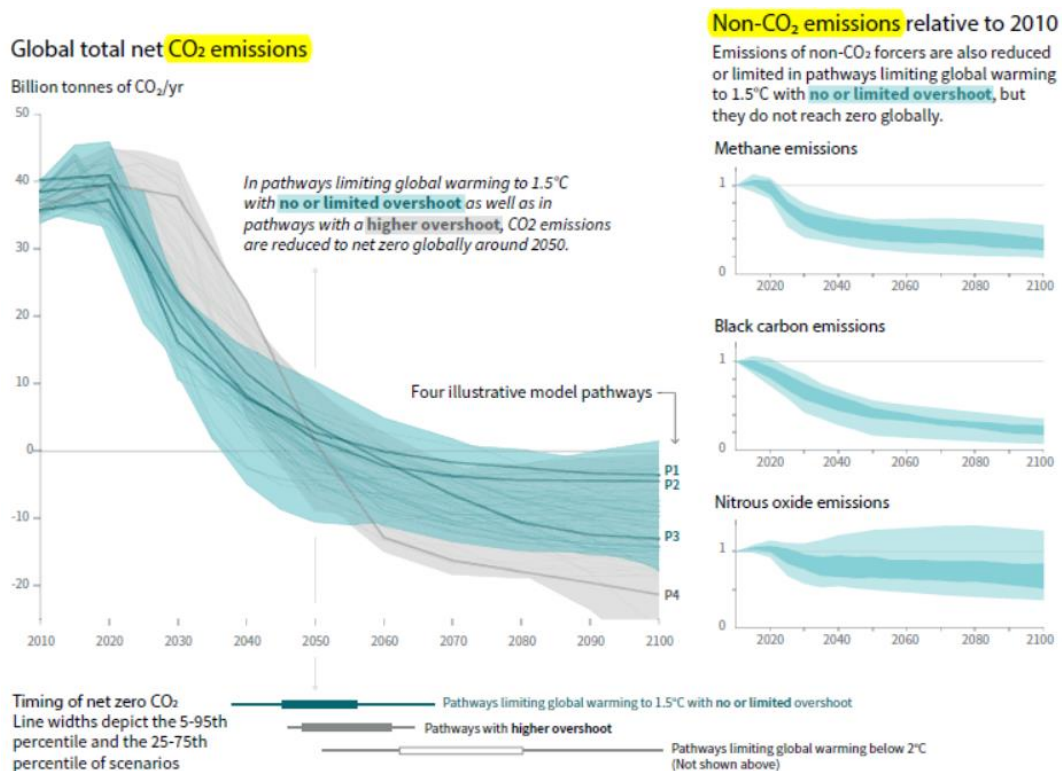 Global total net CO₂ emissions
Billion tonnes of CO₂/yr
50
40
30
20
10
0
-10
-20
2010
2020
2030
2040
2050
2060
2070
2080
2090
2100
In pathways limiting global warming to 1.5°C
with no or limited overshoot as well as in
pathways with a higher overshoot, CO2 emissions
are reduced to net zero globally around 2050.
Four illustrative model pathways
P1
P2
P3
P4
Non-CO₂ emissions relative to 2010
Emissions of non-CO₂ forcers are also reduced
or limited in pathways limiting global warming
to 1.5°C with no or limited overshoot, but
they do not reach zero globally.
Methane emissions
1
0
2020
2040
2060
2080
2100
Black carbon emissions
1
0
2020
2040
2060
2080
2100
Nitrous oxide emissions
1
0
2020
2040
2060
2080
2100
Timing of net zero CO₂
Line widths depict the 5-95th
percentile and the 25-75th
percentile of scenarios
Pathways limiting global warming to 1.5°C with no or limited overshoot
Pathways with higher overshoot
Pathways limiting global warming below 2°C
(Not shown above)